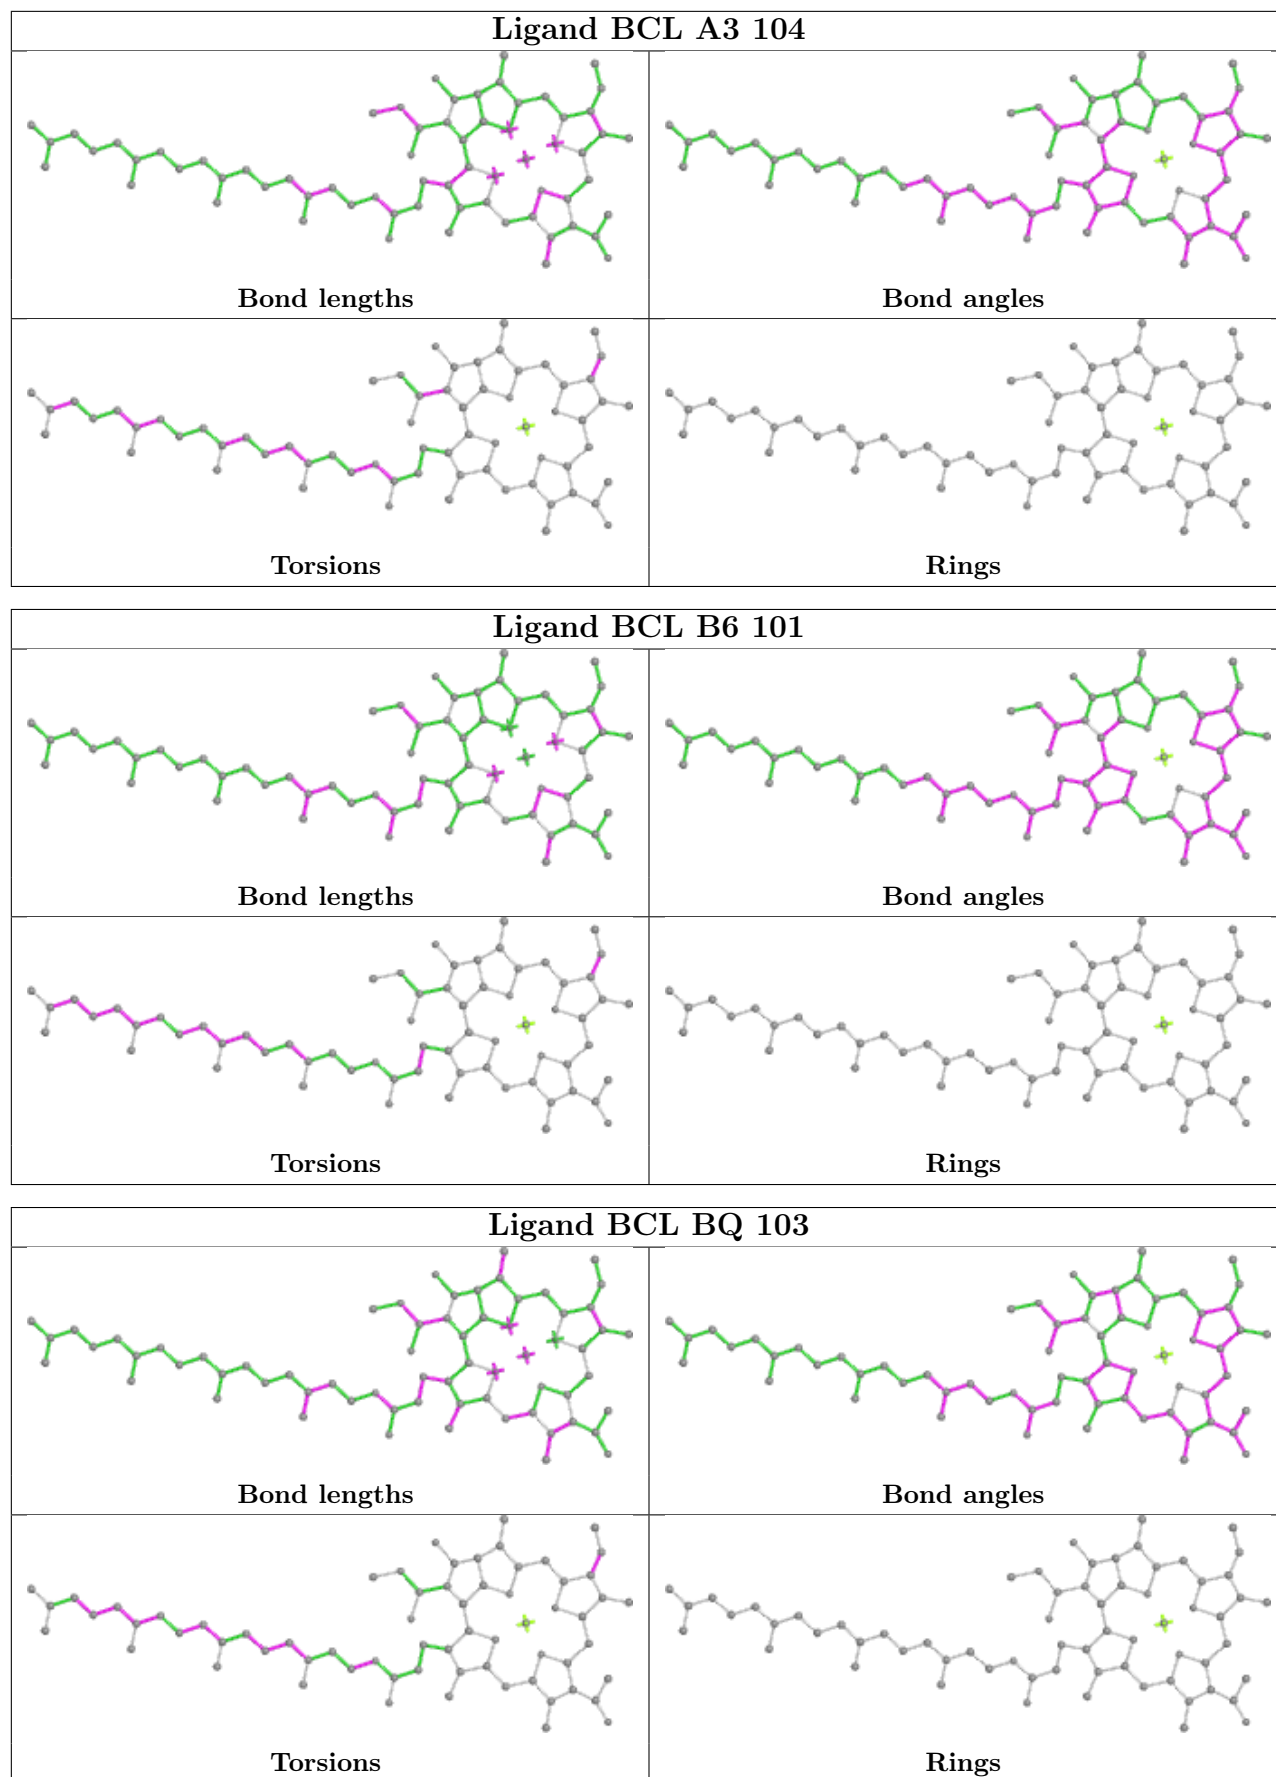 Ligand BCL A3 104
Bond lengths
Bond angles
Torsions
Rings
Ligand BCL B6 101
Bond lengths
Bond angles
Torsions
Rings
Ligand BCL BQ 103
Bond lengths
Bond angles
Torsions
Rings